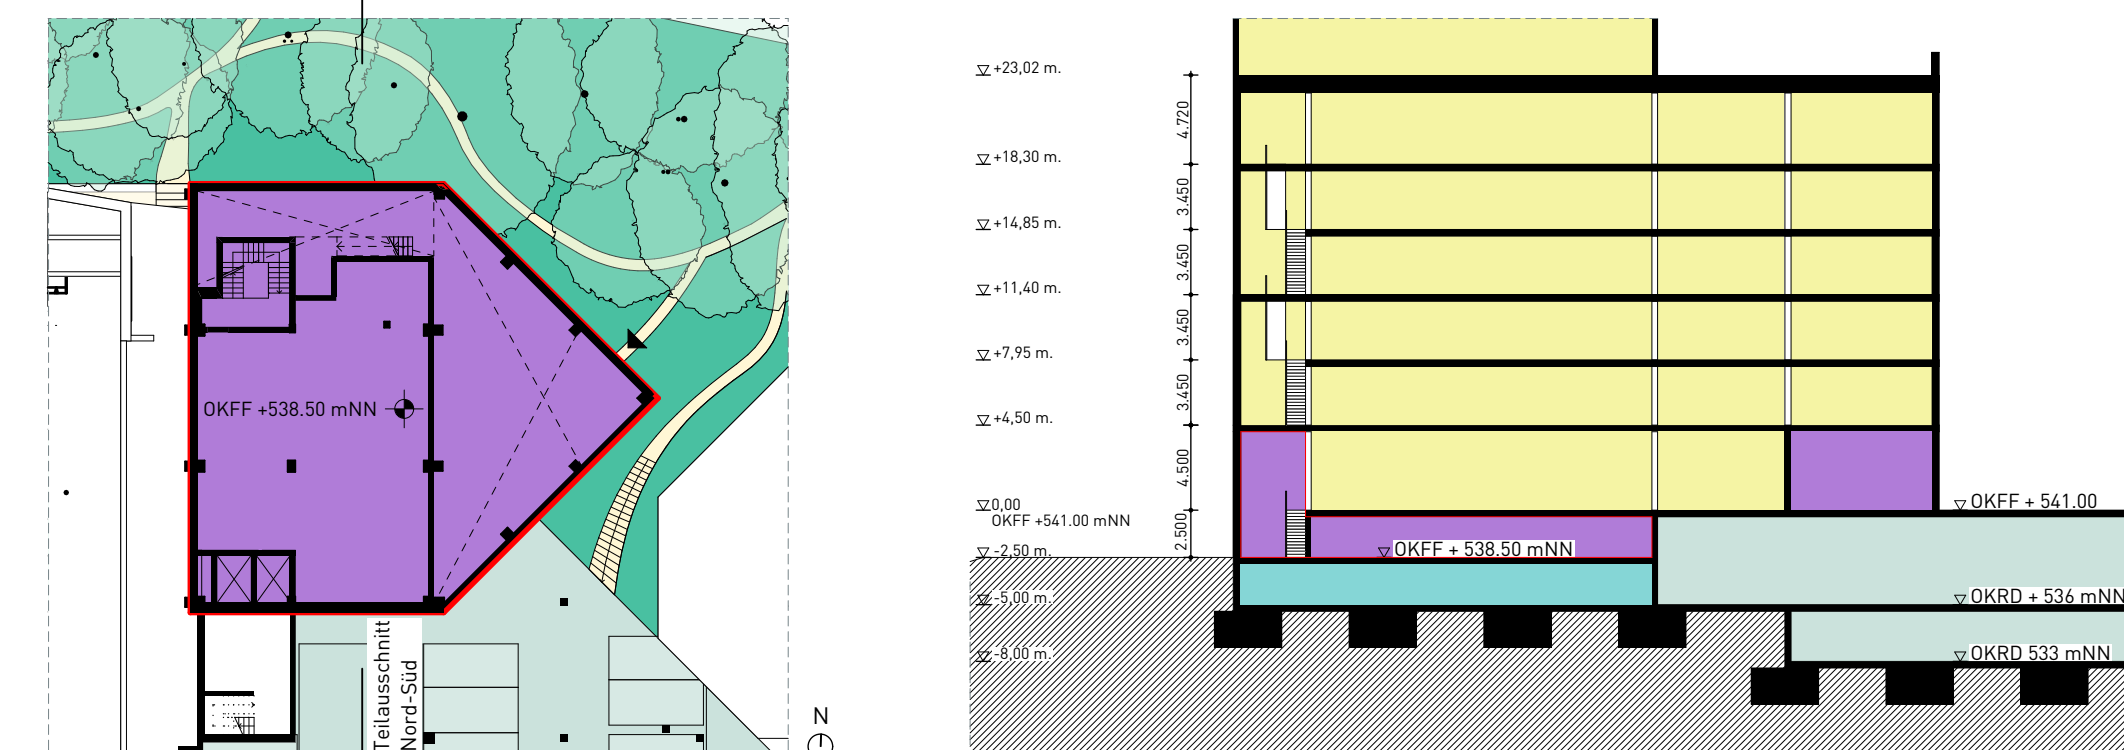 OKFF +538.50 mNN
Teilausschnitt
Nord-Süd
N
+23,02 m.
+18,30 m.
+14,85 m.
+11,40 m.
+7,95 m.
+4,50 m.
0,00
OKFF +541.00 mNN
-2,50 m.
-5,00 m.
-8,00 m.
4.720
3.450
3.450
3.450
3.450
4.500
2.500
OKFF + 538.50 mNN
OKFF + 541.00
OKRD + 536 mNN
OKRD 533 mNN